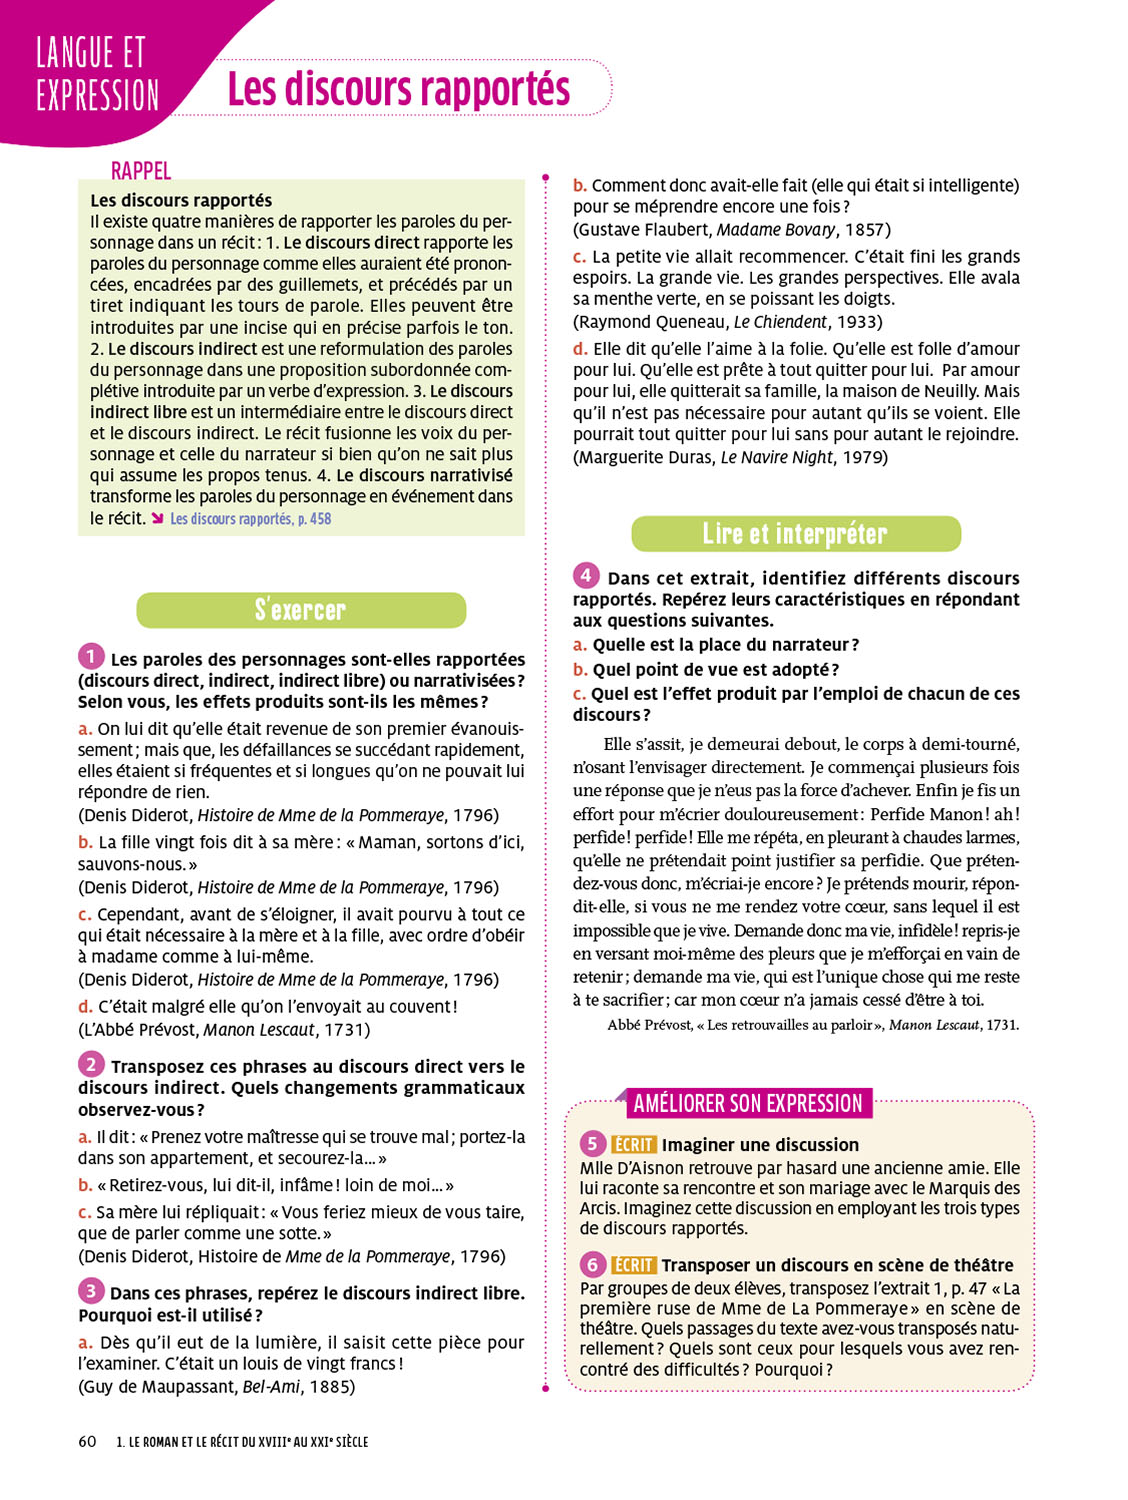 LANGUE ET
EXPRESSION
Les discours rapportés
RAPPEL
Les discours rapportés
Il existe quatre manières de rapporter les paroles du per-
sonnage dans un récit : 1. Le discours direct rapporte les
paroles du personnage comme elles auraient été pronon-
cées, encadrées par des guillemets, et précédés par un
tiret indiquant les tours de parole. Elles peuvent être
introduites par une incise qui en précise parfois le ton.
2. Le discours indirect est une reformulation des paroles
du personnage dans une proposition subordonnée com-
plétive introduite par un verbe d'expression. 3. Le discours
indirect libre est un intermédiaire entre le discours direct
et le discours indirect. Le récit fusionne les voix du per-
sonnage et celle du narrateur si bien qu'on ne sait plus
qui assume les propos tenus. 4. Le discours narrativisé
transforme les paroles du personnage en événement dans
le récit. ➘ Les discours rapportés, p. 458
S'exercer
1 Les paroles des personnages sont-elles rapportées
(discours direct, indirect, indirect libre) ou narrativisées ?
Selon vous, les effets produits sont-ils les mêmes ?
a. On lui dit qu'elle était revenue de son premier évanouis-
sement ; mais que, les défaillances se succédant rapidement,
elles étaient si fréquentes et si longues qu'on ne pouvait lui
répondre de rien.
(Denis Diderot, Histoire de Mme de la Pommeraye, 1796)
b. La fille vingt fois dit à sa mère : « Maman, sortons d'ici,
sauvons-nous. »
(Denis Diderot, Histoire de Mme de la Pommeraye, 1796)
c. Cependant, avant de s'éloigner, il avait pourvu à tout ce
qui était nécessaire à la mère et à la fille, avec ordre d'obéir
à madame comme à lui-même.
(Denis Diderot, Histoire de Mme de la Pommeraye, 1796)
d. C'était malgré elle qu'on l'envoyait au couvent !
(L'Abbé Prévost, Manon Lescaut, 1731)
2 Transposez ces phrases au discours direct vers le
discours indirect. Quels changements grammaticaux
observez-vous ?
a. Il dit : « Prenez votre maîtresse qui se trouve mal ; portez-la
dans son appartement, et secourez-la... »
b. « Retirez-vous, lui dit-il, infâme ! loin de moi... »
c. Sa mère lui répliquait : « Vous feriez mieux de vous taire,
que de parler comme une sotte. »
(Denis Diderot, Histoire de Mme de la Pommeraye, 1796)
3 Dans ces phrases, repérez le discours indirect libre.
Pourquoi est-il utilisé ?
a. Dès qu'il eut de la lumière, il saisit cette pièce pour
l'examiner. C'était un louis de vingt francs !
(Guy de Maupassant, Bel-Ami, 1885)
b. Comment donc avait-elle fait (elle qui était si intelligente)
pour se méprendre encore une fois ?
(Gustave Flaubert, Madame Bovary, 1857)
c. La petite vie allait recommencer. C'était fini les grands
espoirs. La grande vie. Les grandes perspectives. Elle avala
sa menthe verte, en se poissant les doigts.
(Raymond Queneau, Le Chiendent, 1933)
d. Elle dit qu'elle l'aime à la folie. Qu'elle est folle d'amour
pour lui. Qu'elle est prête à tout quitter pour lui. Par amour
pour lui, elle quitterait sa famille, la maison de Neuilly. Mais
qu'il n'est pas nécessaire pour autant qu'ils se voient. Elle
pourrait tout quitter pour lui sans pour autant le rejoindre.
(Marguerite Duras, Le Navire Night, 1979)
Lire et interpréter
4 Dans cet extrait, identifiez différents discours
rapportés. Repérez leurs caractéristiques en répondant
aux questions suivantes.
a. Quelle est la place du narrateur ?
b. Quel point de vue est adopté ?
c. Quel est l'effet produit par l'emploi de chacun de ces
discours ?
Elle s'assit, je demeurai debout, le corps à demi-tourné,
n'osant l'envisager directement. Je commençai plusieurs fois
une réponse que je n'eus pas la force d'achever. Enfin je fis un
effort pour m'écrier douloureusement : Perfide Manon ! ah !
perfide ! perfide ! Elle me répéta, en pleurant à chaudes larmes,
qu'elle ne prétendait point justifier sa perfidie. Que préten-
dez-vous donc, m'écriai-je encore ? Je prétends mourir, répon-
dit-elle, si vous ne me rendez votre cœur, sans lequel il est
impossible que je vive. Demande donc ma vie, infidèle ! repris-je
en versant moi-même des pleurs que je m'efforçai en vain de
retenir ; demande ma vie, qui est l'unique chose qui me reste
à te sacrifier ; car mon cœur n'a jamais cessé d'être à toi.
Abbé Prévost, « Les retrouvailles au parloir », Manon Lescaut, 1731.
AMÉLIORER SON EXPRESSION
5 ÉCRIT Imaginer une discussion
Mlle D'Aisnon retrouve par hasard une ancienne amie. Elle
lui raconte sa rencontre et son mariage avec le Marquis des
Arcis. Imaginez cette discussion en employant les trois types
de discours rapportés.
6 ÉCRIT Transposer un discours en scène de théâtre
Par groupes de deux élèves, transposez l'extrait 1, p. 47 « La
première ruse de Mme de La Pommeraye » en scène de
théâtre. Quels passages du texte avez-vous transposés natu-
rellement ? Quels sont ceux pour lesquels vous avez ren-
contré des difficultés ? Pourquoi ?
60 1. LE ROMAN ET LE RÉCIT DU XVIIIe AU XXIe SIÈCLE